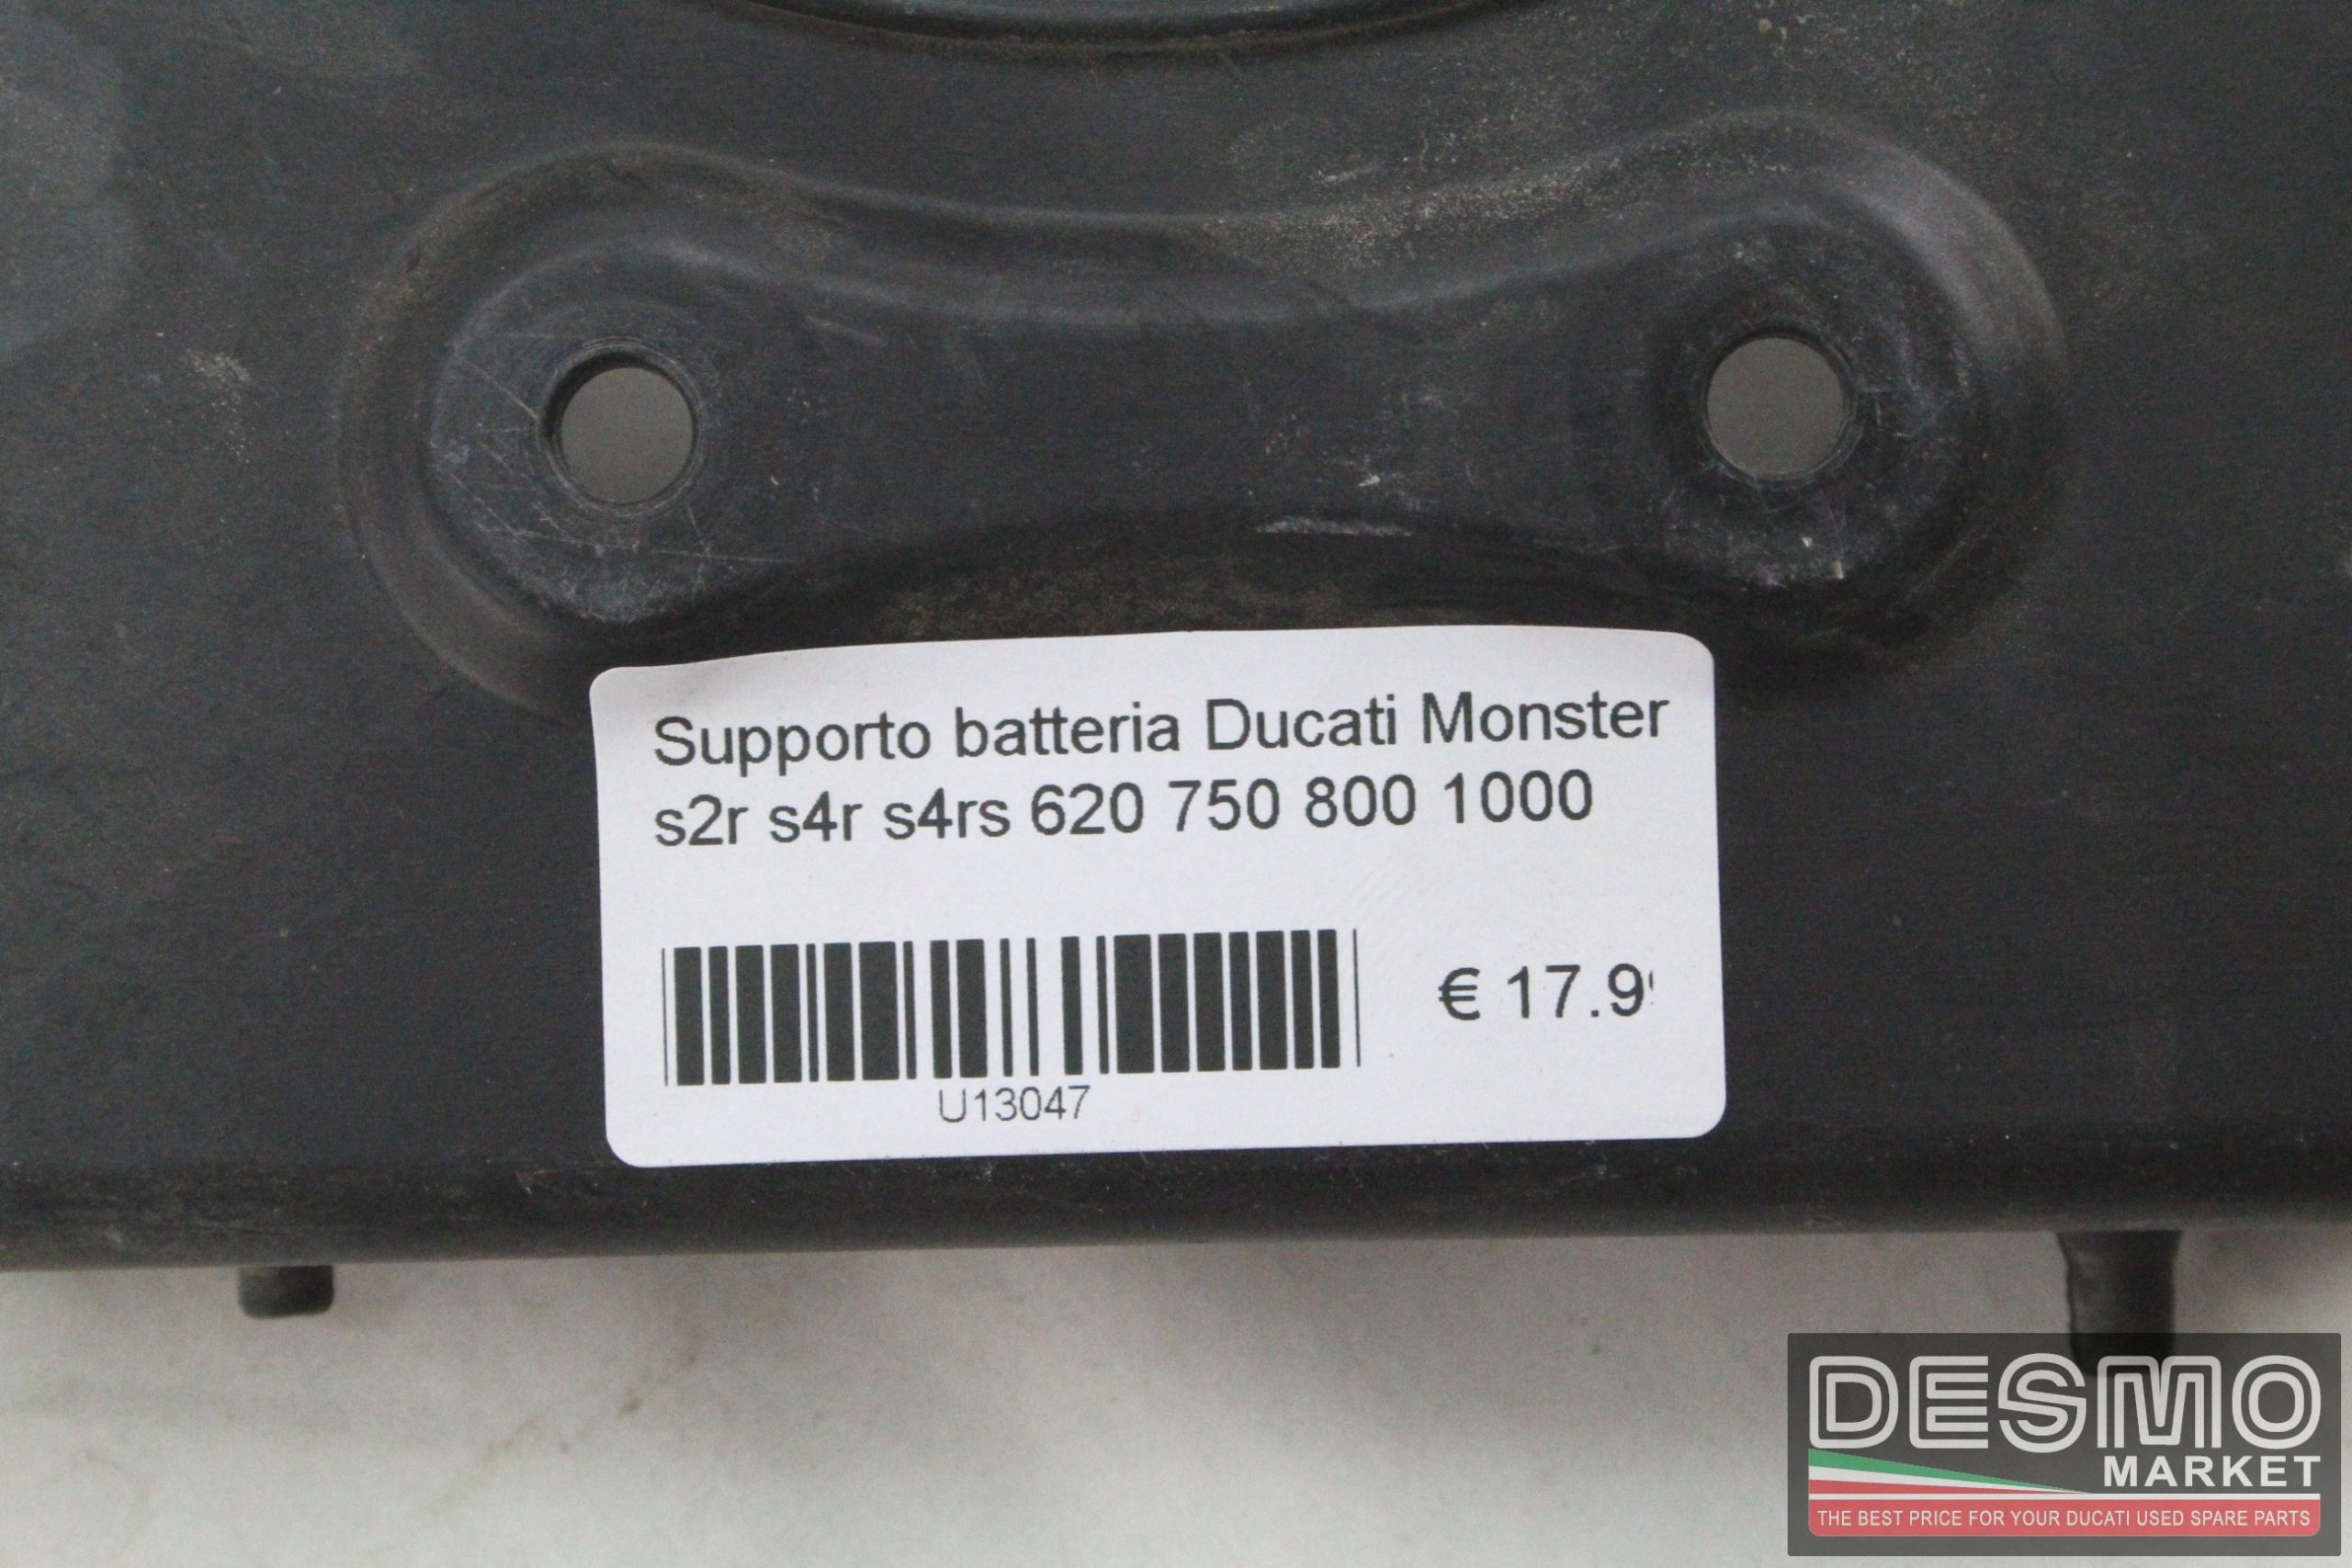 Supporto batteria Ducati Monster
s2r s4r s4rs 620 750 800 1000
€ 17.9
U13047
DESMO
MARKET
THE BEST PRICE FOR YOUR DUCATI USED SPARE PARTS